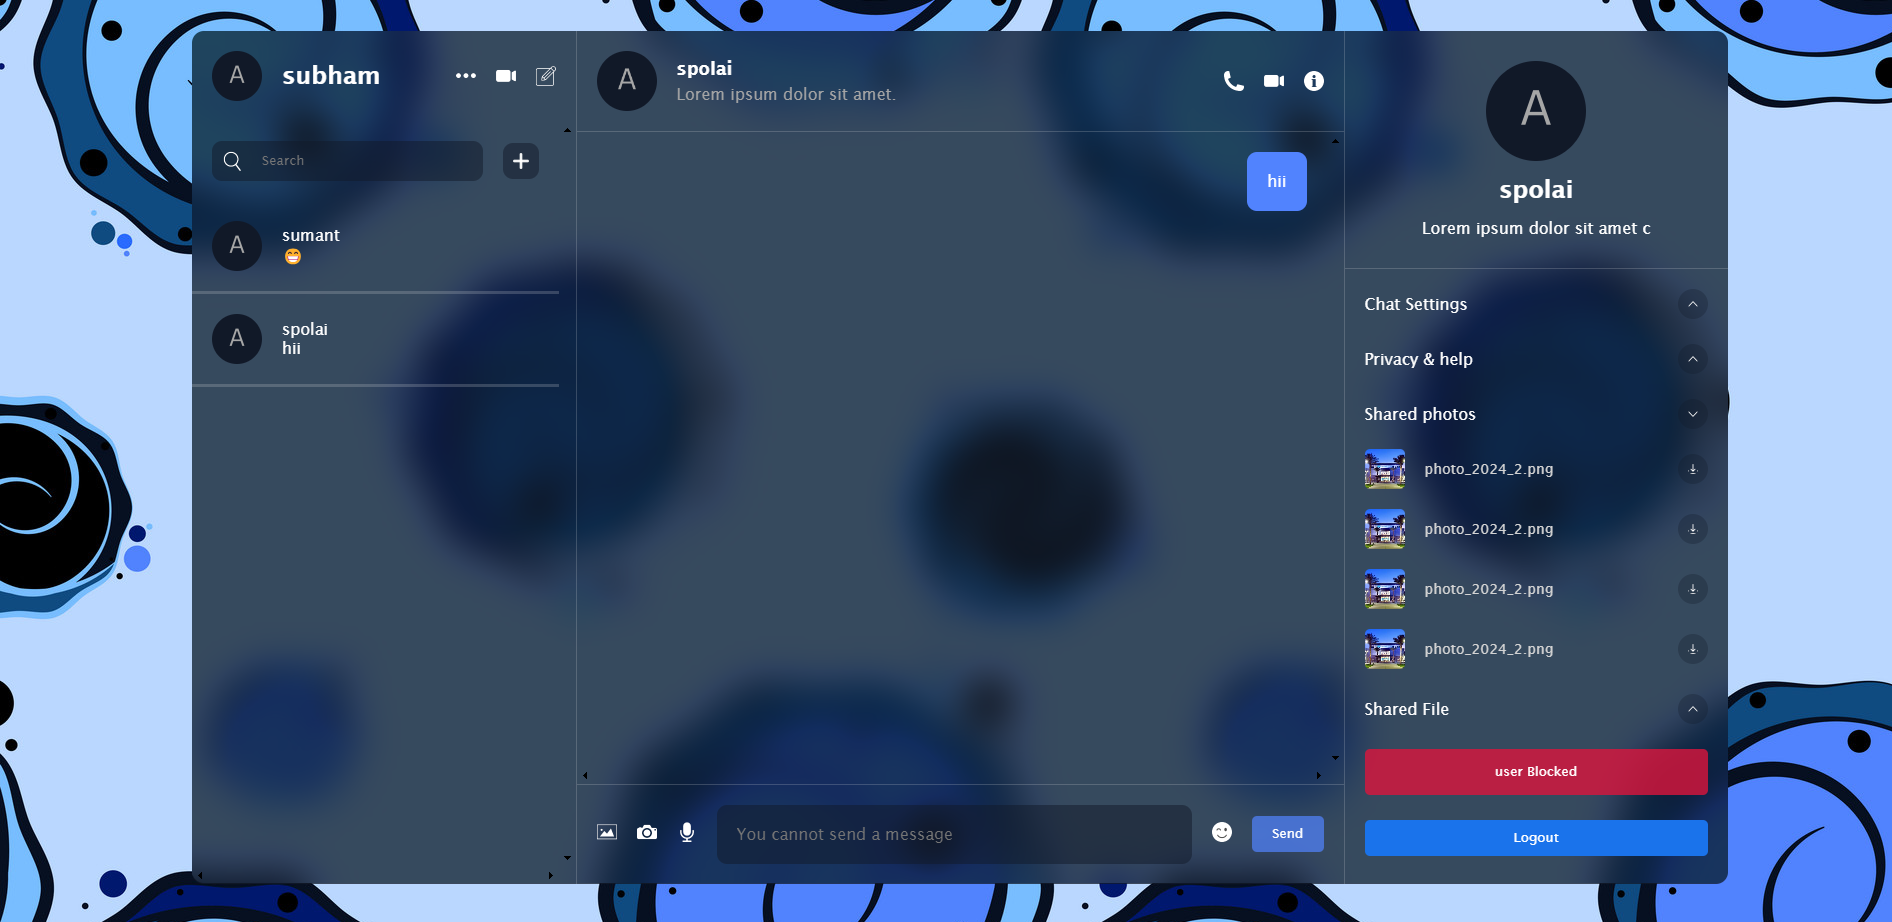 A
subham
Search
A
sumant
A
spolai
hii
A
spolai
Lorem ipsum dolor sit amet.
hii
You cannot send a message
Send
A
spolai
Lorem ipsum dolor sit amet c
Chat Settings
Privacy & help
Shared photos
photo_2024_2.png
photo_2024_2.png
photo_2024_2.png
photo_2024_2.png
Shared File
user Blocked
Logout